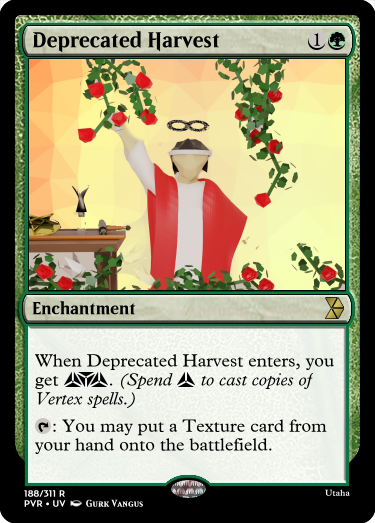 Deprecated Harvest 1
Enchantment
When Deprecated Harvest enters, you
get . (Spend to cast copies of
Vertex spells.)
: You may put a Texture card from
your hand onto the battlefield.
188/311 R
Utaha
PVR • UV Gurk Vangus